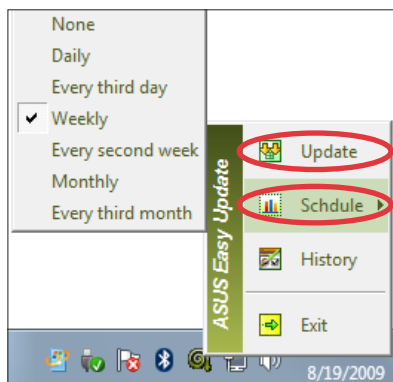 None
Daily
Every third day
Weekly
Every second week
Monthly
Every third month
ASUS Easy Update
Update
Schdule
History
Exit
8/19/2009